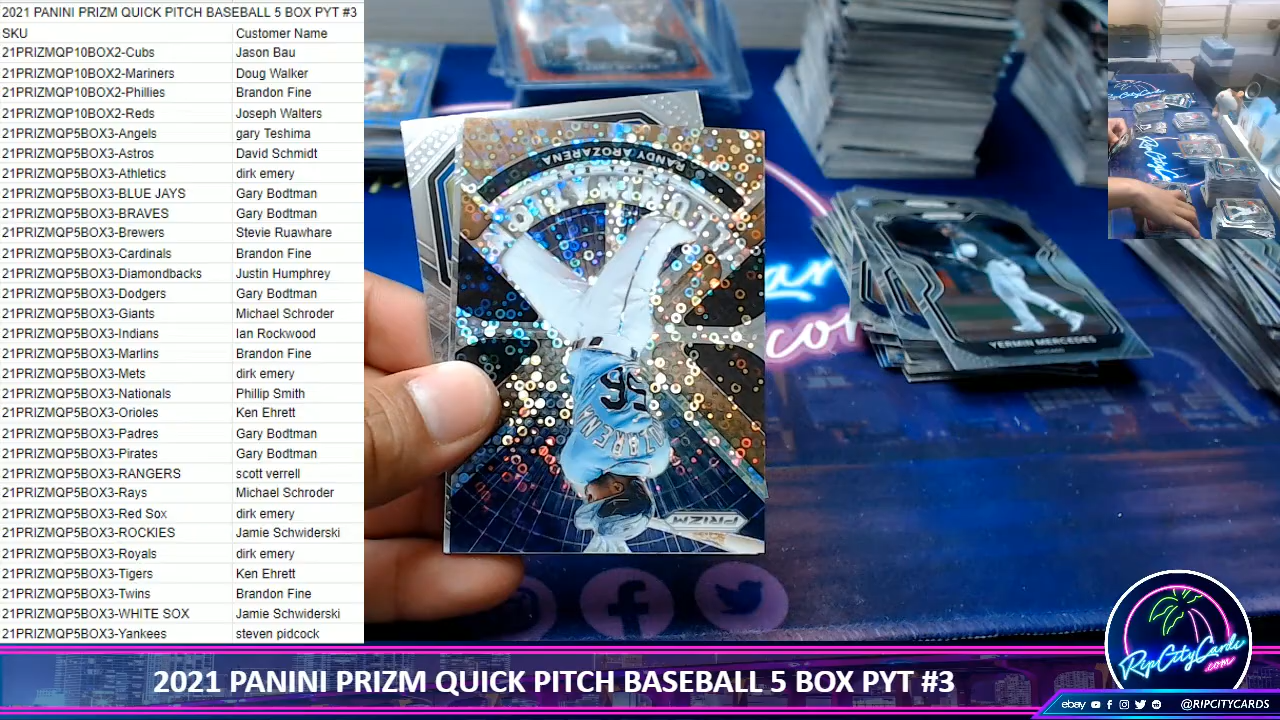 2021 PANINI PRIZM QUICK PITCH BASEBALL 5 BOX PYT #3
SKU Customer Name
21PRIZMQP10BOX2-Cubs Jason Bau
21PRIZMQP10BOX2-Mariners Doug Walker
21PRIZMQP10BOX2-Phillies Brandon Fine
21PRIZMQP10BOX2-Reds Joseph Walters
21PRIZMQP5BOX3-Angels gary Teshima
21PRIZMQP5BOX3-Astros David Schmidt
21PRIZMQP5BOX3-Athletics dirk emery
21PRIZMQP5BOX3-BLUE JAYS Gary Bodtman
21PRIZMQP5BOX3-BRAVES Gary Bodtman
21PRIZMQP5BOX3-Brewers Stevie Ruawhare
21PRIZMQP5BOX3-Cardinals Brandon Fine
21PRIZMQP5BOX3-Diamondbacks Justin Humphrey
21PRIZMQP5BOX3-Dodgers Gary Bodtman
21PRIZMQP5BOX3-Giants Michael Schroder
21PRIZMQP5BOX3-Indians Ian Rockwood
21PRIZMQP5BOX3-Marlins Brandon Fine
21PRIZMQP5BOX3-Mets dirk emery
21PRIZMQP5BOX3-Nationals Phillip Smith
21PRIZMQP5BOX3-Orioles Ken Ehrett
21PRIZMQP5BOX3-Padres Gary Bodtman
21PRIZMQP5BOX3-Pirates Gary Bodtman
21PRIZMQP5BOX3-RANGERS scott verrell
21PRIZMQP5BOX3-Rays Michael Schroder
21PRIZMQP5BOX3-Red Sox dirk emery
21PRIZMQP5BOX3-ROCKIES Jamie Schwiderski
21PRIZMQP5BOX3-Royals dirk emery
21PRIZMQP5BOX3-Tigers Ken Ehrett
21PRIZMQP5BOX3-Twins Brandon Fine
21PRIZMQP5BOX3-WHITE SOX Jamie Schwiderski
21PRIZMQP5BOX3-Yankees steven pidcock
RANDY AROZARENA
56
PRIZM
YERMIN MERCEDES
CHICAGO
RipCityCards
.com
2021 PANINI PRIZM QUICK PITCH BASEBALL 5 BOX PYT #3
ebay @RIPCITYCARDS